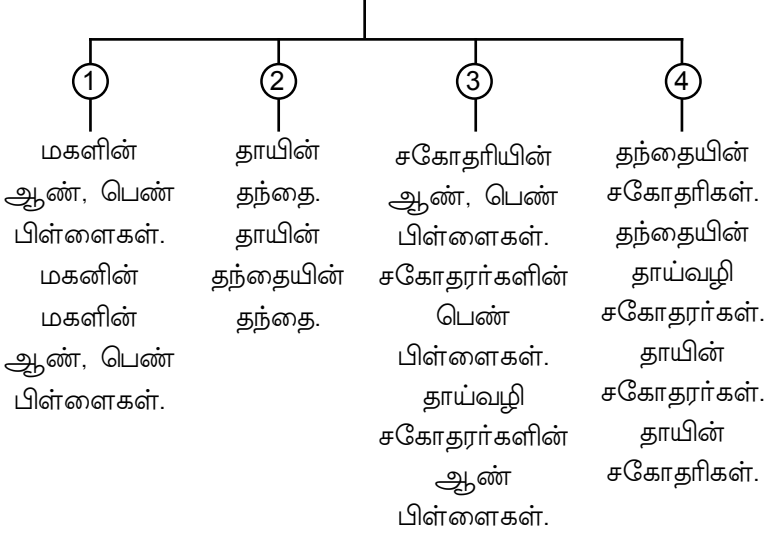 1
மகளின்
ஆண், பெண்
பிள்ளைகள்.
மகனின்
மகளின்
ஆண், பெண்
பிள்ளைகள்.
2
தாயின்
தந்தை.
தாயின்
தந்தையின்
தந்தை.
3
சகோதரியின்
ஆண், பெண்
பிள்ளைகள்.
சகோதரர்களின்
பெண்
பிள்ளைகள்.
தாய்வழி
சகோதரர்களின்
ஆண்
பிள்ளைகள்.
4
தந்தையின்
சகோதரிகள்.
தந்தையின்
தாய்வழி
சகோதரர்கள்.
தாயின்
சகோதரர்கள்.
தாயின்
சகோதரிகள்.